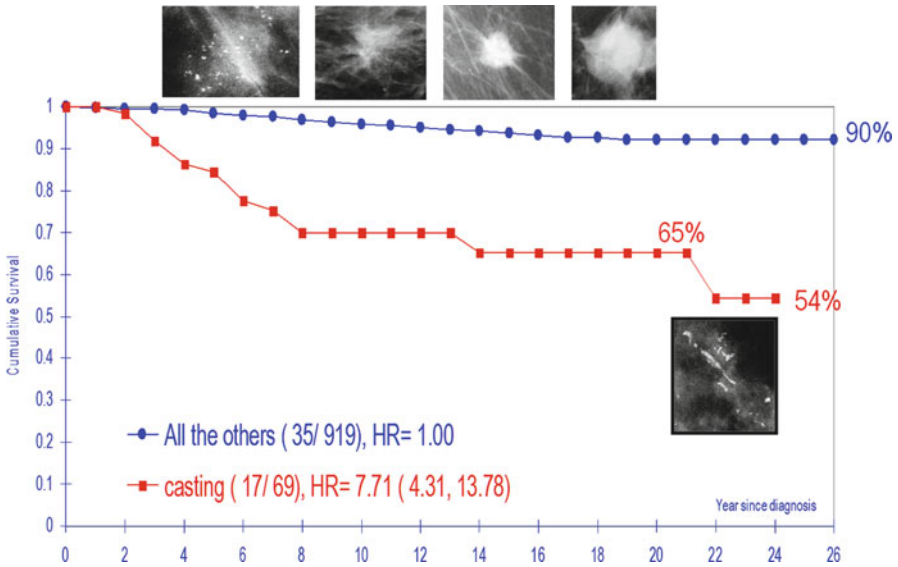 1
0.9
0.8
0.7
0.6
0.5
0.4
0.3
0.2
0.1
0
Cumulative Survival
90%
65%
54%
All the others ( 35/ 919), HR= 1.00
casting ( 17/ 69), HR= 7.71 ( 4.31, 13.78)
Year since diagnosis
0 2 4 6 8 10 12 14 16 18 20 22 24 26